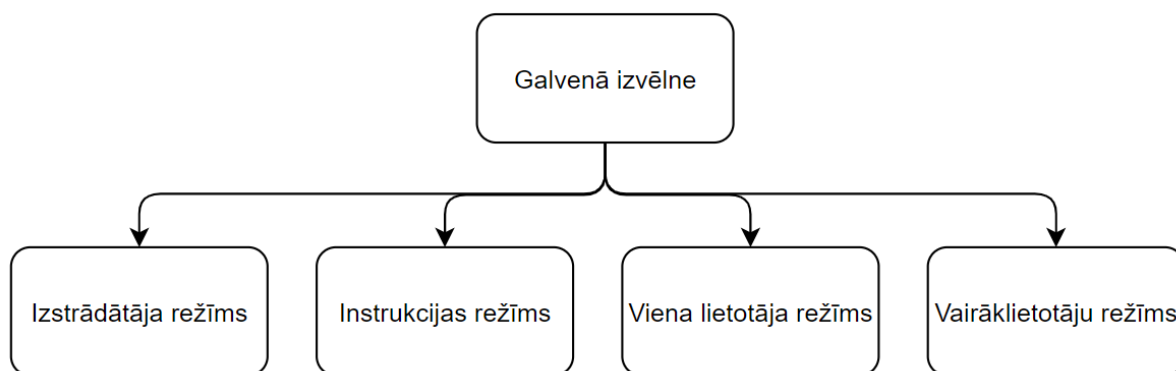 Galvenā izvēlne
Izstrādātāja režīms
Instrukcijas režīms
Viena lietotāja režīms
Vairāklietotāju režīms